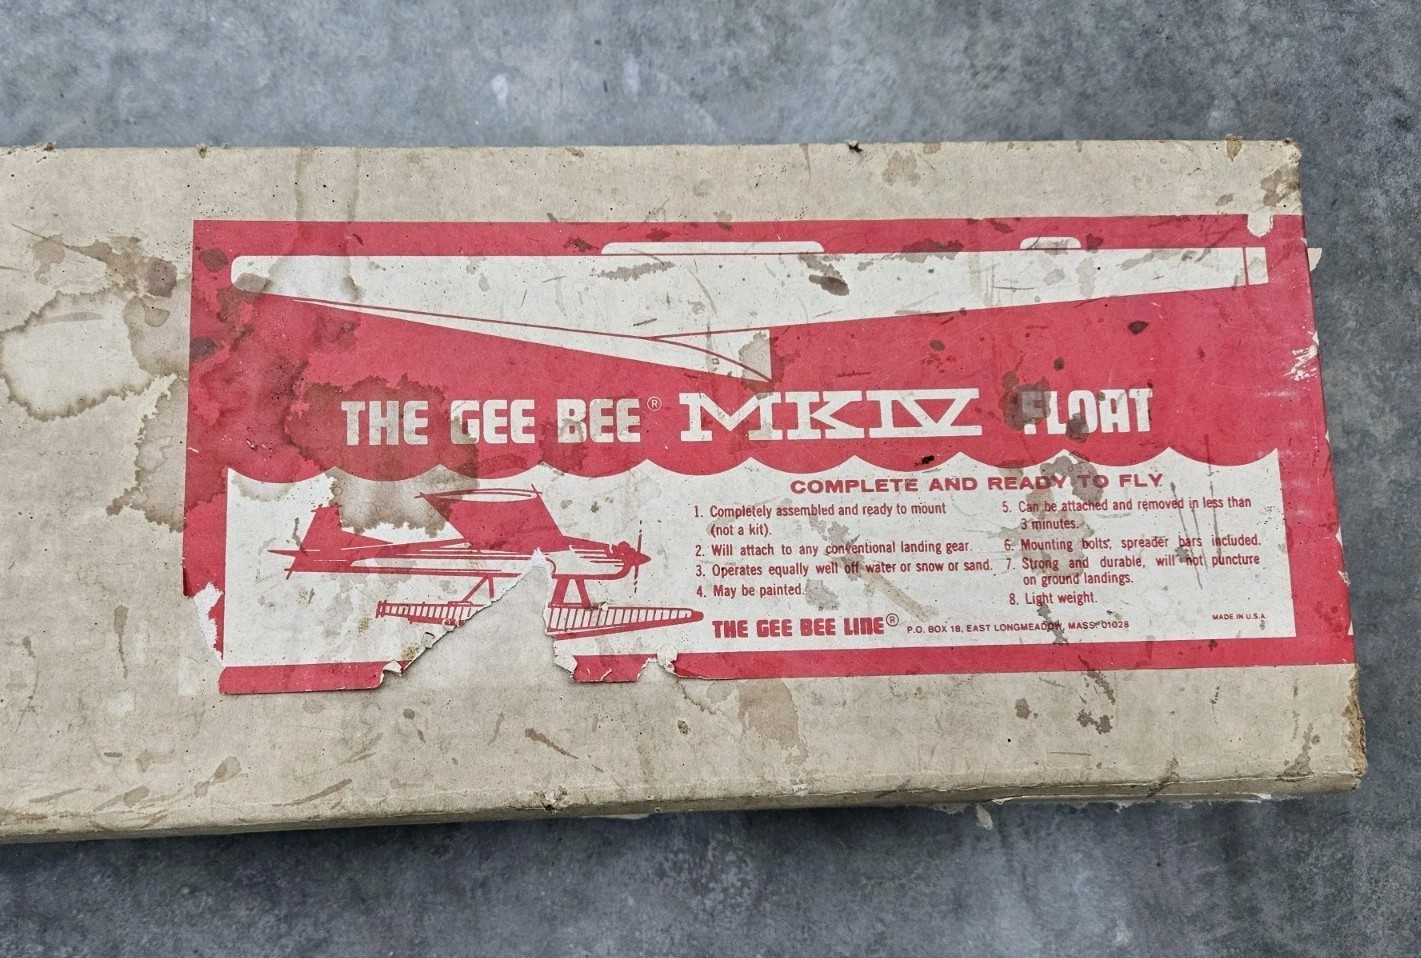 THE GEE BEE® MKIV FLOAT
COMPLETE AND READY TO FLY
1. Completely assembled and ready to mount
(not a kit).
2. Will attach to any conventional landing gear.
3. Operates equally well off water or snow or sand.
4. May be painted.
5. Can be attached and removed in less than
3 minutes.
6. Mounting bolts, spreader bars included.
7. Strong and durable, will not puncture
on ground landings.
8. Light weight.
THE GEE BEE LINE® P.O. BOX 18, EAST LONGMEADOW, MASS. 01028
MADE IN U.S.A.